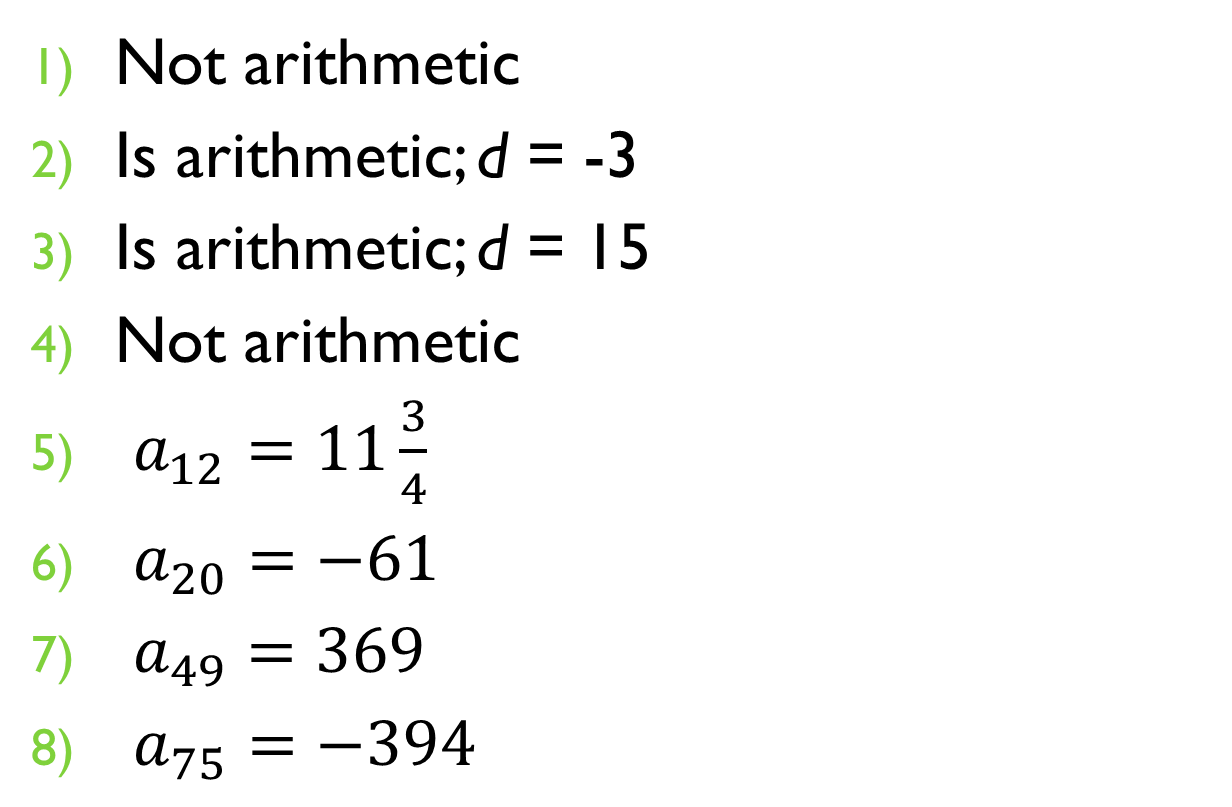 1) Not arithmetic
2) Is arithmetic; d = -3
3) Is arithmetic; d = 15
4) Not arithmetic
5) a₁₂ = 11 3/4
6) a₂₀ = −61
7) a₄₉ = 369
8) a₇₅ = −394